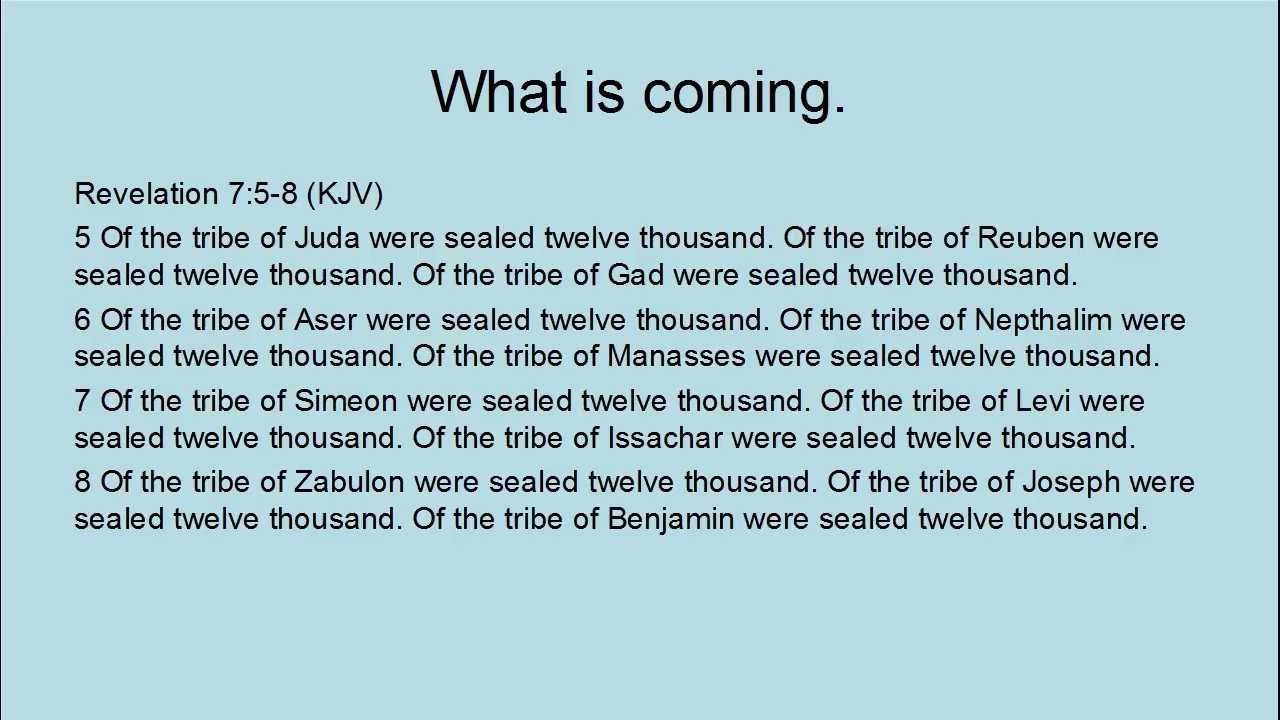 What is coming.
Revelation 7:5-8 (KJV)
5 Of the tribe of Juda were sealed twelve thousand. Of the tribe of Reuben were
sealed twelve thousand. Of the tribe of Gad were sealed twelve thousand.
6 Of the tribe of Aser were sealed twelve thousand. Of the tribe of Nepthalim were
sealed twelve thousand. Of the tribe of Manasses were sealed twelve thousand.
7 Of the tribe of Simeon were sealed twelve thousand. Of the tribe of Levi were
sealed twelve thousand. Of the tribe of Issachar were sealed twelve thousand.
8 Of the tribe of Zabulon were sealed twelve thousand. Of the tribe of Joseph were
sealed twelve thousand. Of the tribe of Benjamin were sealed twelve thousand.